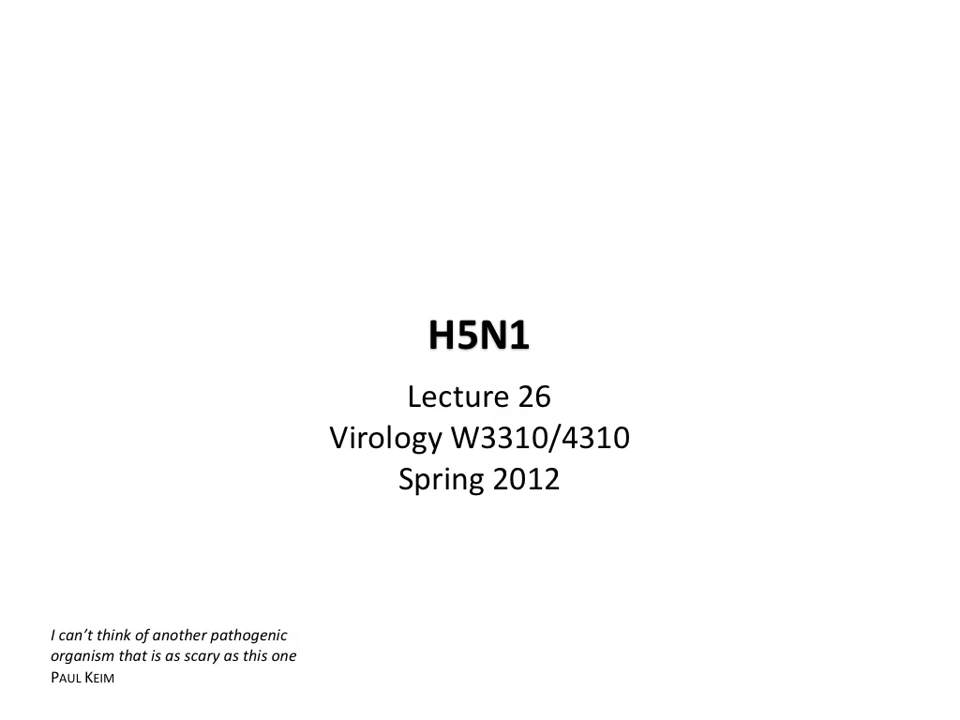 H5N1
Lecture 26
Virology W3310/4310
Spring 2012
I can’t think of another pathogenic
organism that is as scary as this one
PAUL KEIM